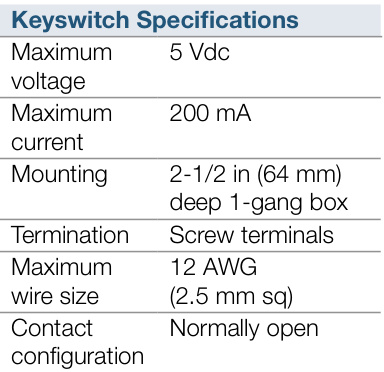 Keyswitch Specifications
Maximum voltage 5 Vdc
Maximum current 200 mA
Mounting 2-1/2 in (64 mm) deep 1-gang box
Termination Screw terminals
Maximum wire size 12 AWG (2.5 mm sq)
Contact configuration Normally open